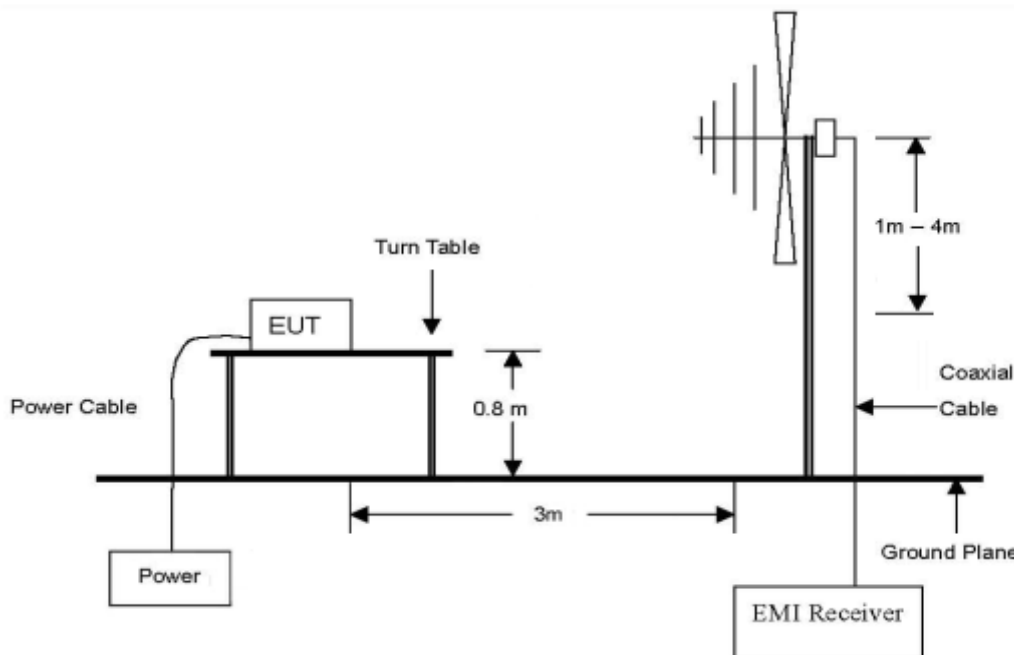 1m – 4m
Turn Table
EUT
Coaxial
Cable
Power Cable
0.8 m
3m
Ground Plane
Power
EMI Receiver